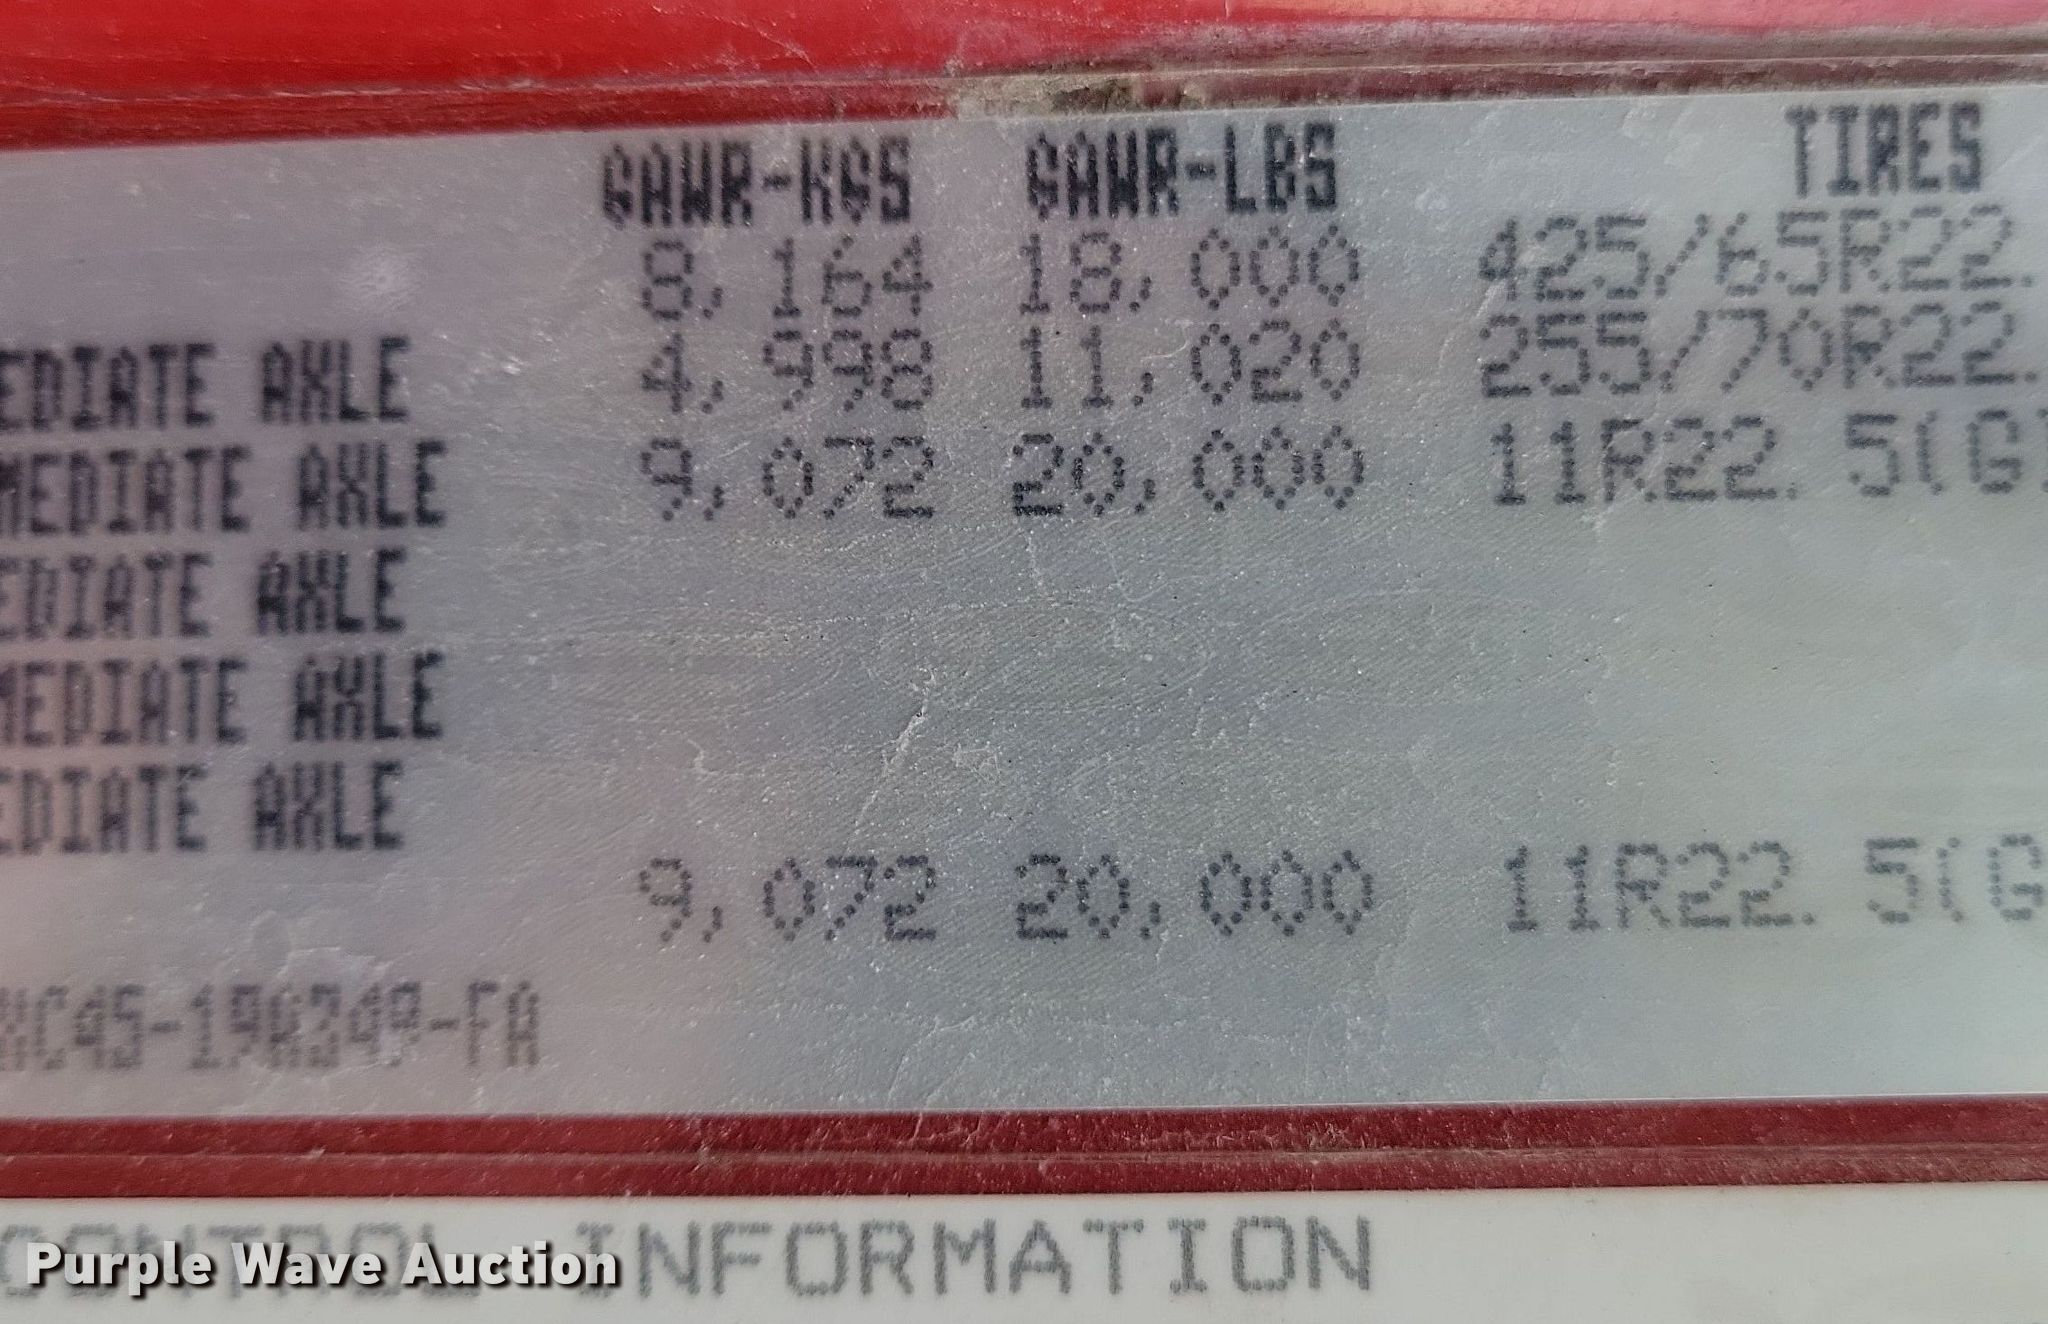 GAWR-KGS GAWR-LBS TIRES
8,164 18,000 425/65R22.
EDIATE AXLE 4,998 11,020 255/70R22.
MEDIATE AXLE 9,072 20,000 11R22.5(G)
EDIATE AXLE
MEDIATE AXLE
EDIATE AXLE
9,072 20,000 11R22.5(G
CONTROL INFORMATION
Purple Wave Auction